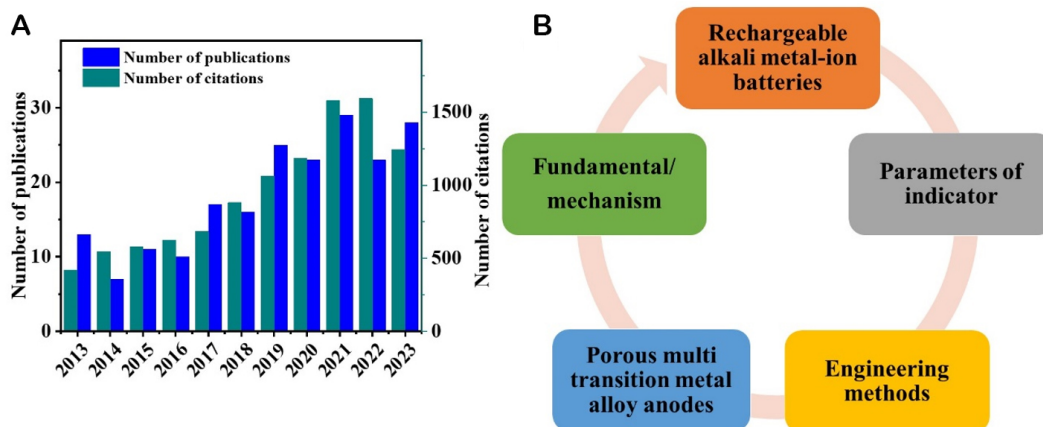 A
Number of publications
Number of citations
Number of publications
30
20
10
0
1500
1000
500
0
Number of citations
2013
2014
2015
2016
2017
2018
2019
2020
2021
2022
2023
B
Rechargeable
alkali metal-ion
batteries
Parameters of
indicator
Engineering
methods
Porous multi
transition metal
alloy anodes
Fundamental/
mechanism